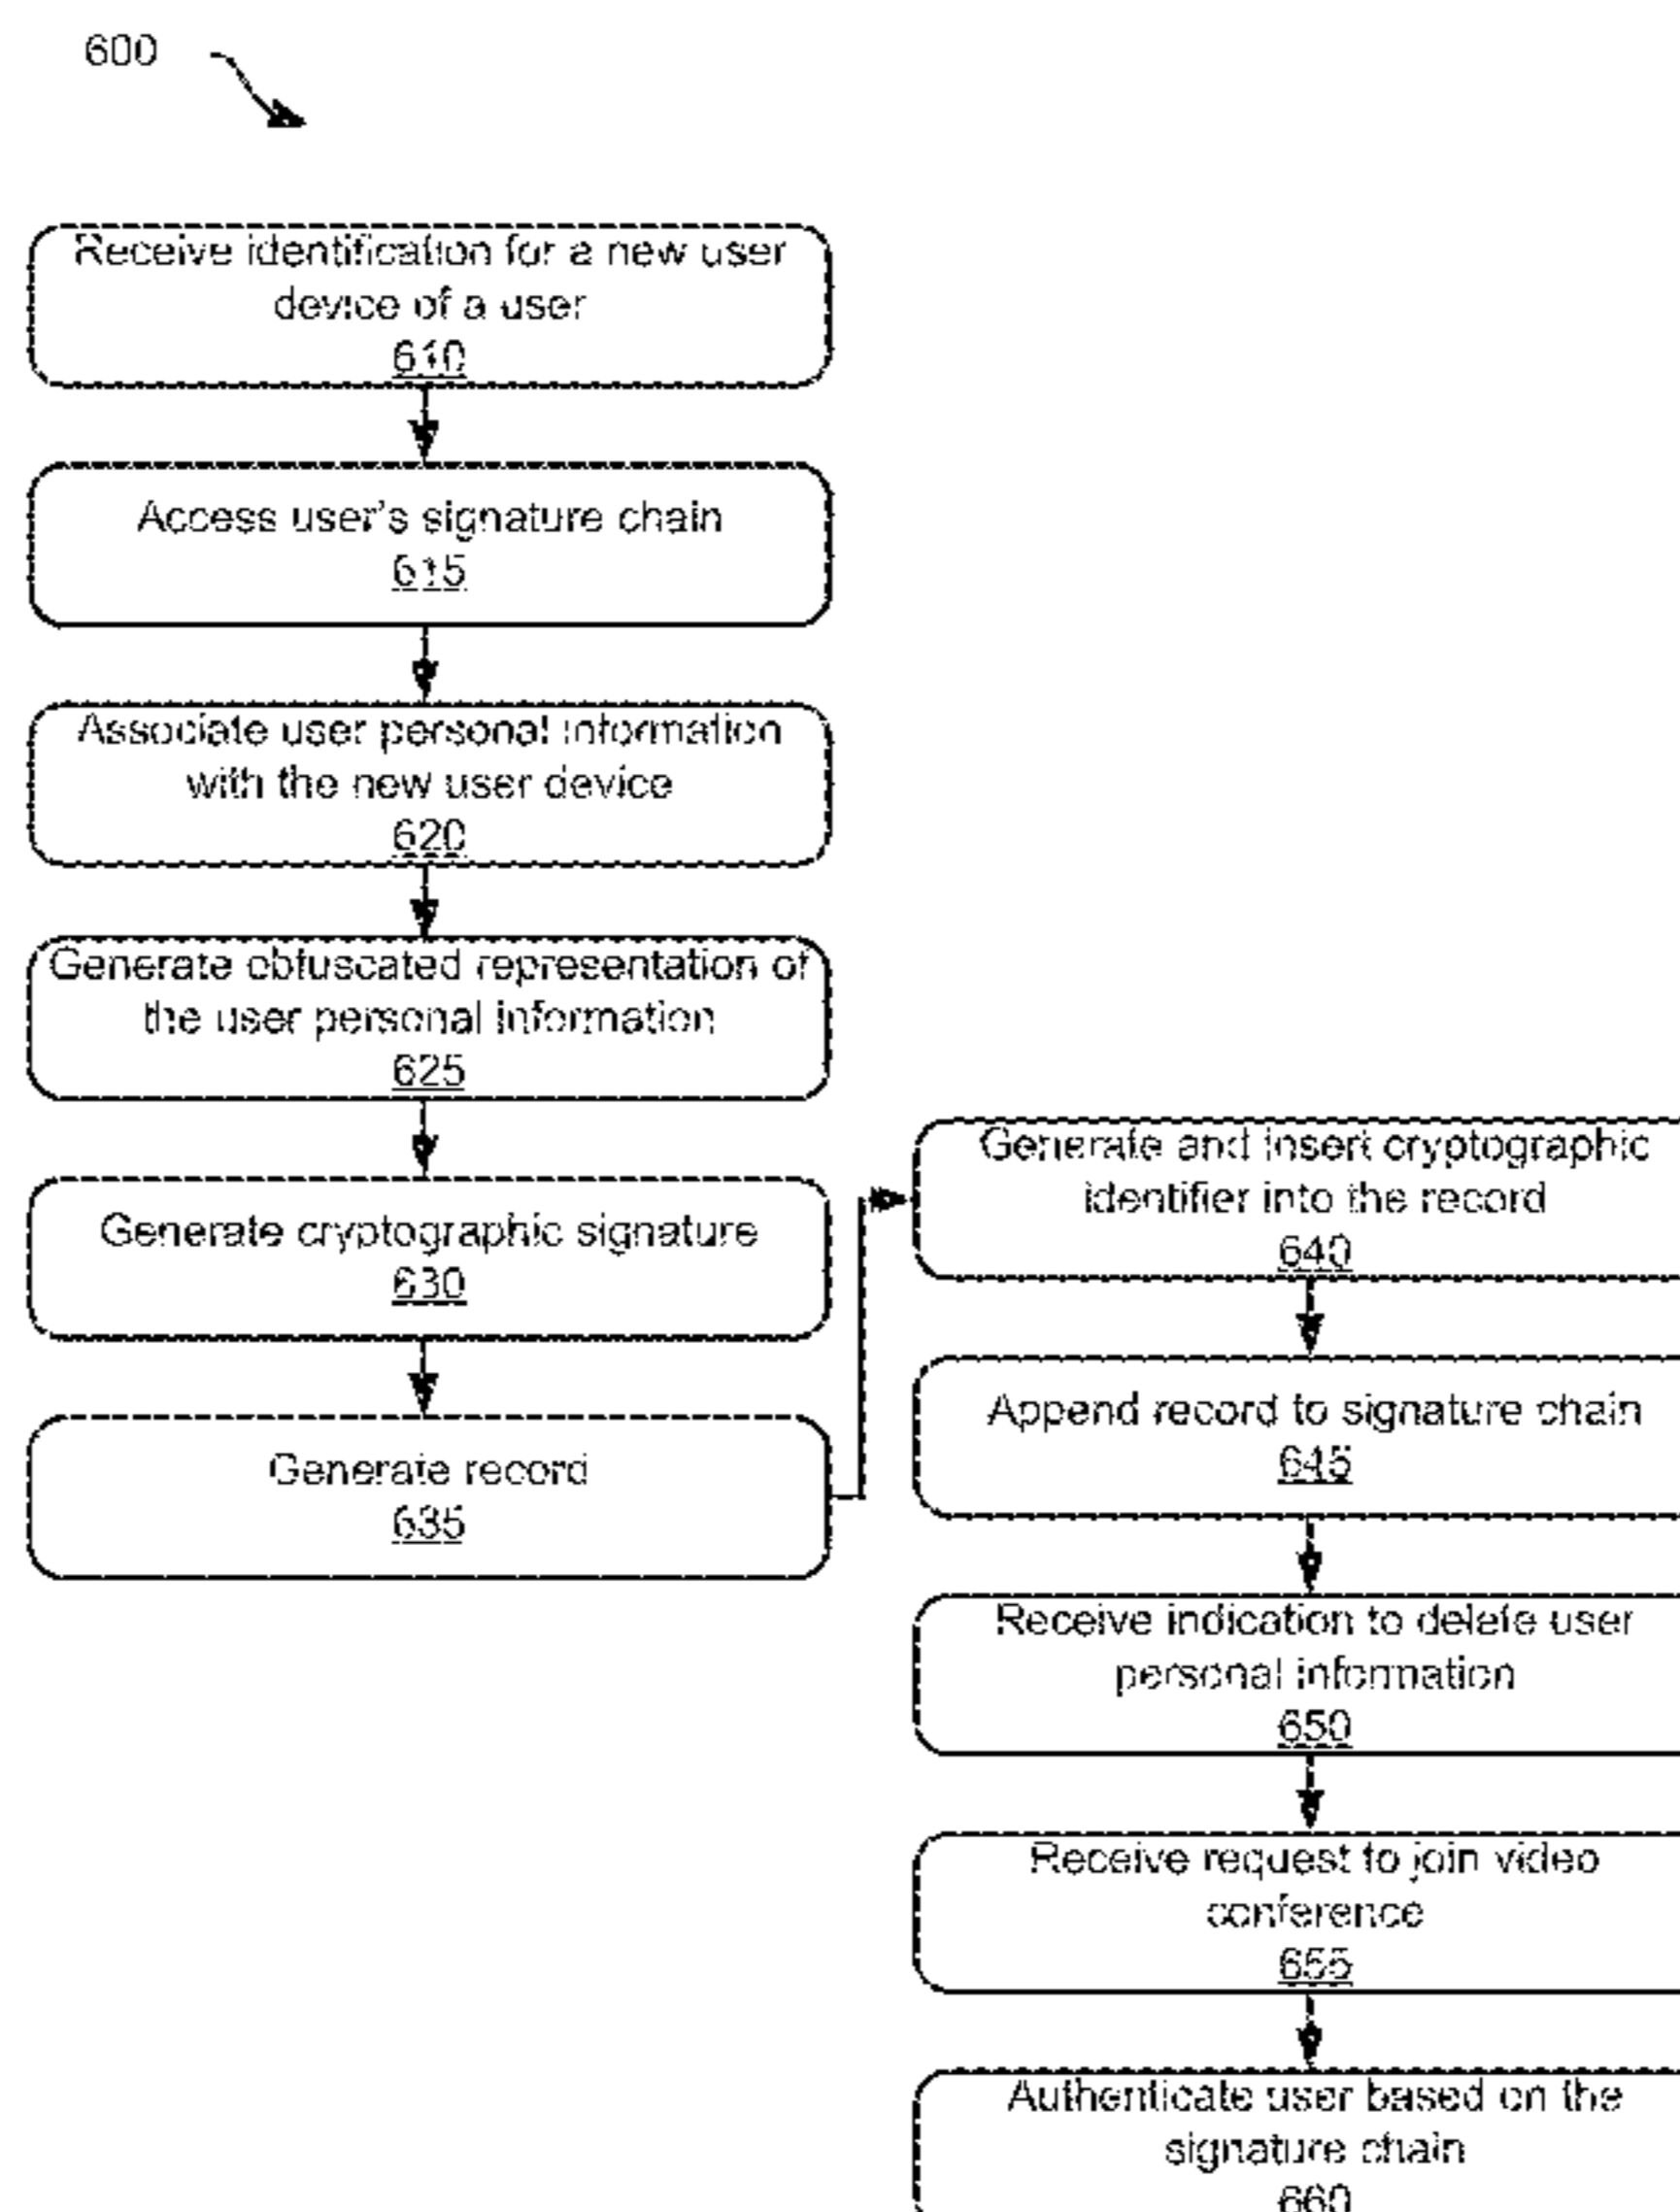 600
Receive identification for a new user
device of a user
610
Access user's signature chain
615
Associate user personal information
with the new user device
620
Generate obfuscated representation of
the user personal information
625
Generate cryptographic signature
630
Generate record
635
Generate and insert cryptographic
identifier into the record
640
Append record to signature chain
645
Receive indication to delete user
personal information
650
Receive request to join video
conference
655
Authenticate user based on the
signature chain
660